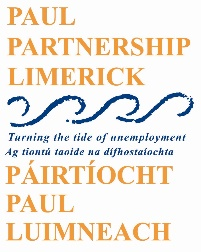 PAUL
PARTNERSHIP
LIMERICK
Turning the tide of unemployment
Ag tiontú taoide na dífhostaíochta
PÁIRTÍOCHT
PAUL
LUIMNEACH